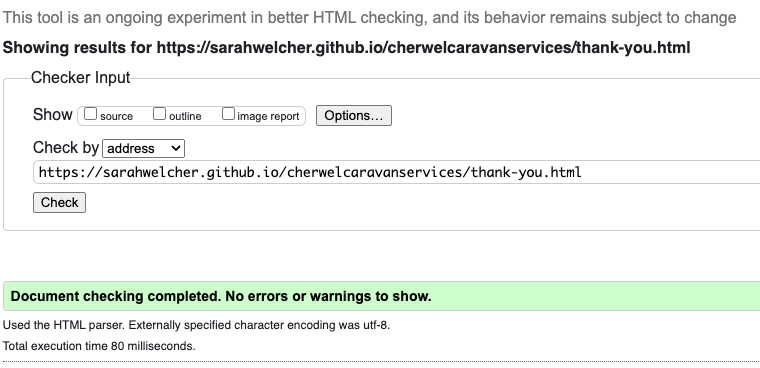 This tool is an ongoing experiment in better HTML checking, and its behavior remains subject to change
Showing results for https://sarahwelcher.github.io/cherwelcaravanservices/thank-you.html
Checker Input
Show source outline image report Options...
Check by address
https://sarahwelcher.github.io/cherwelcaravanservices/thank-you.html
Check
Document checking completed. No errors or warnings to show.
Used the HTML parser. Externally specified character encoding was utf-8.
Total execution time 80 milliseconds.